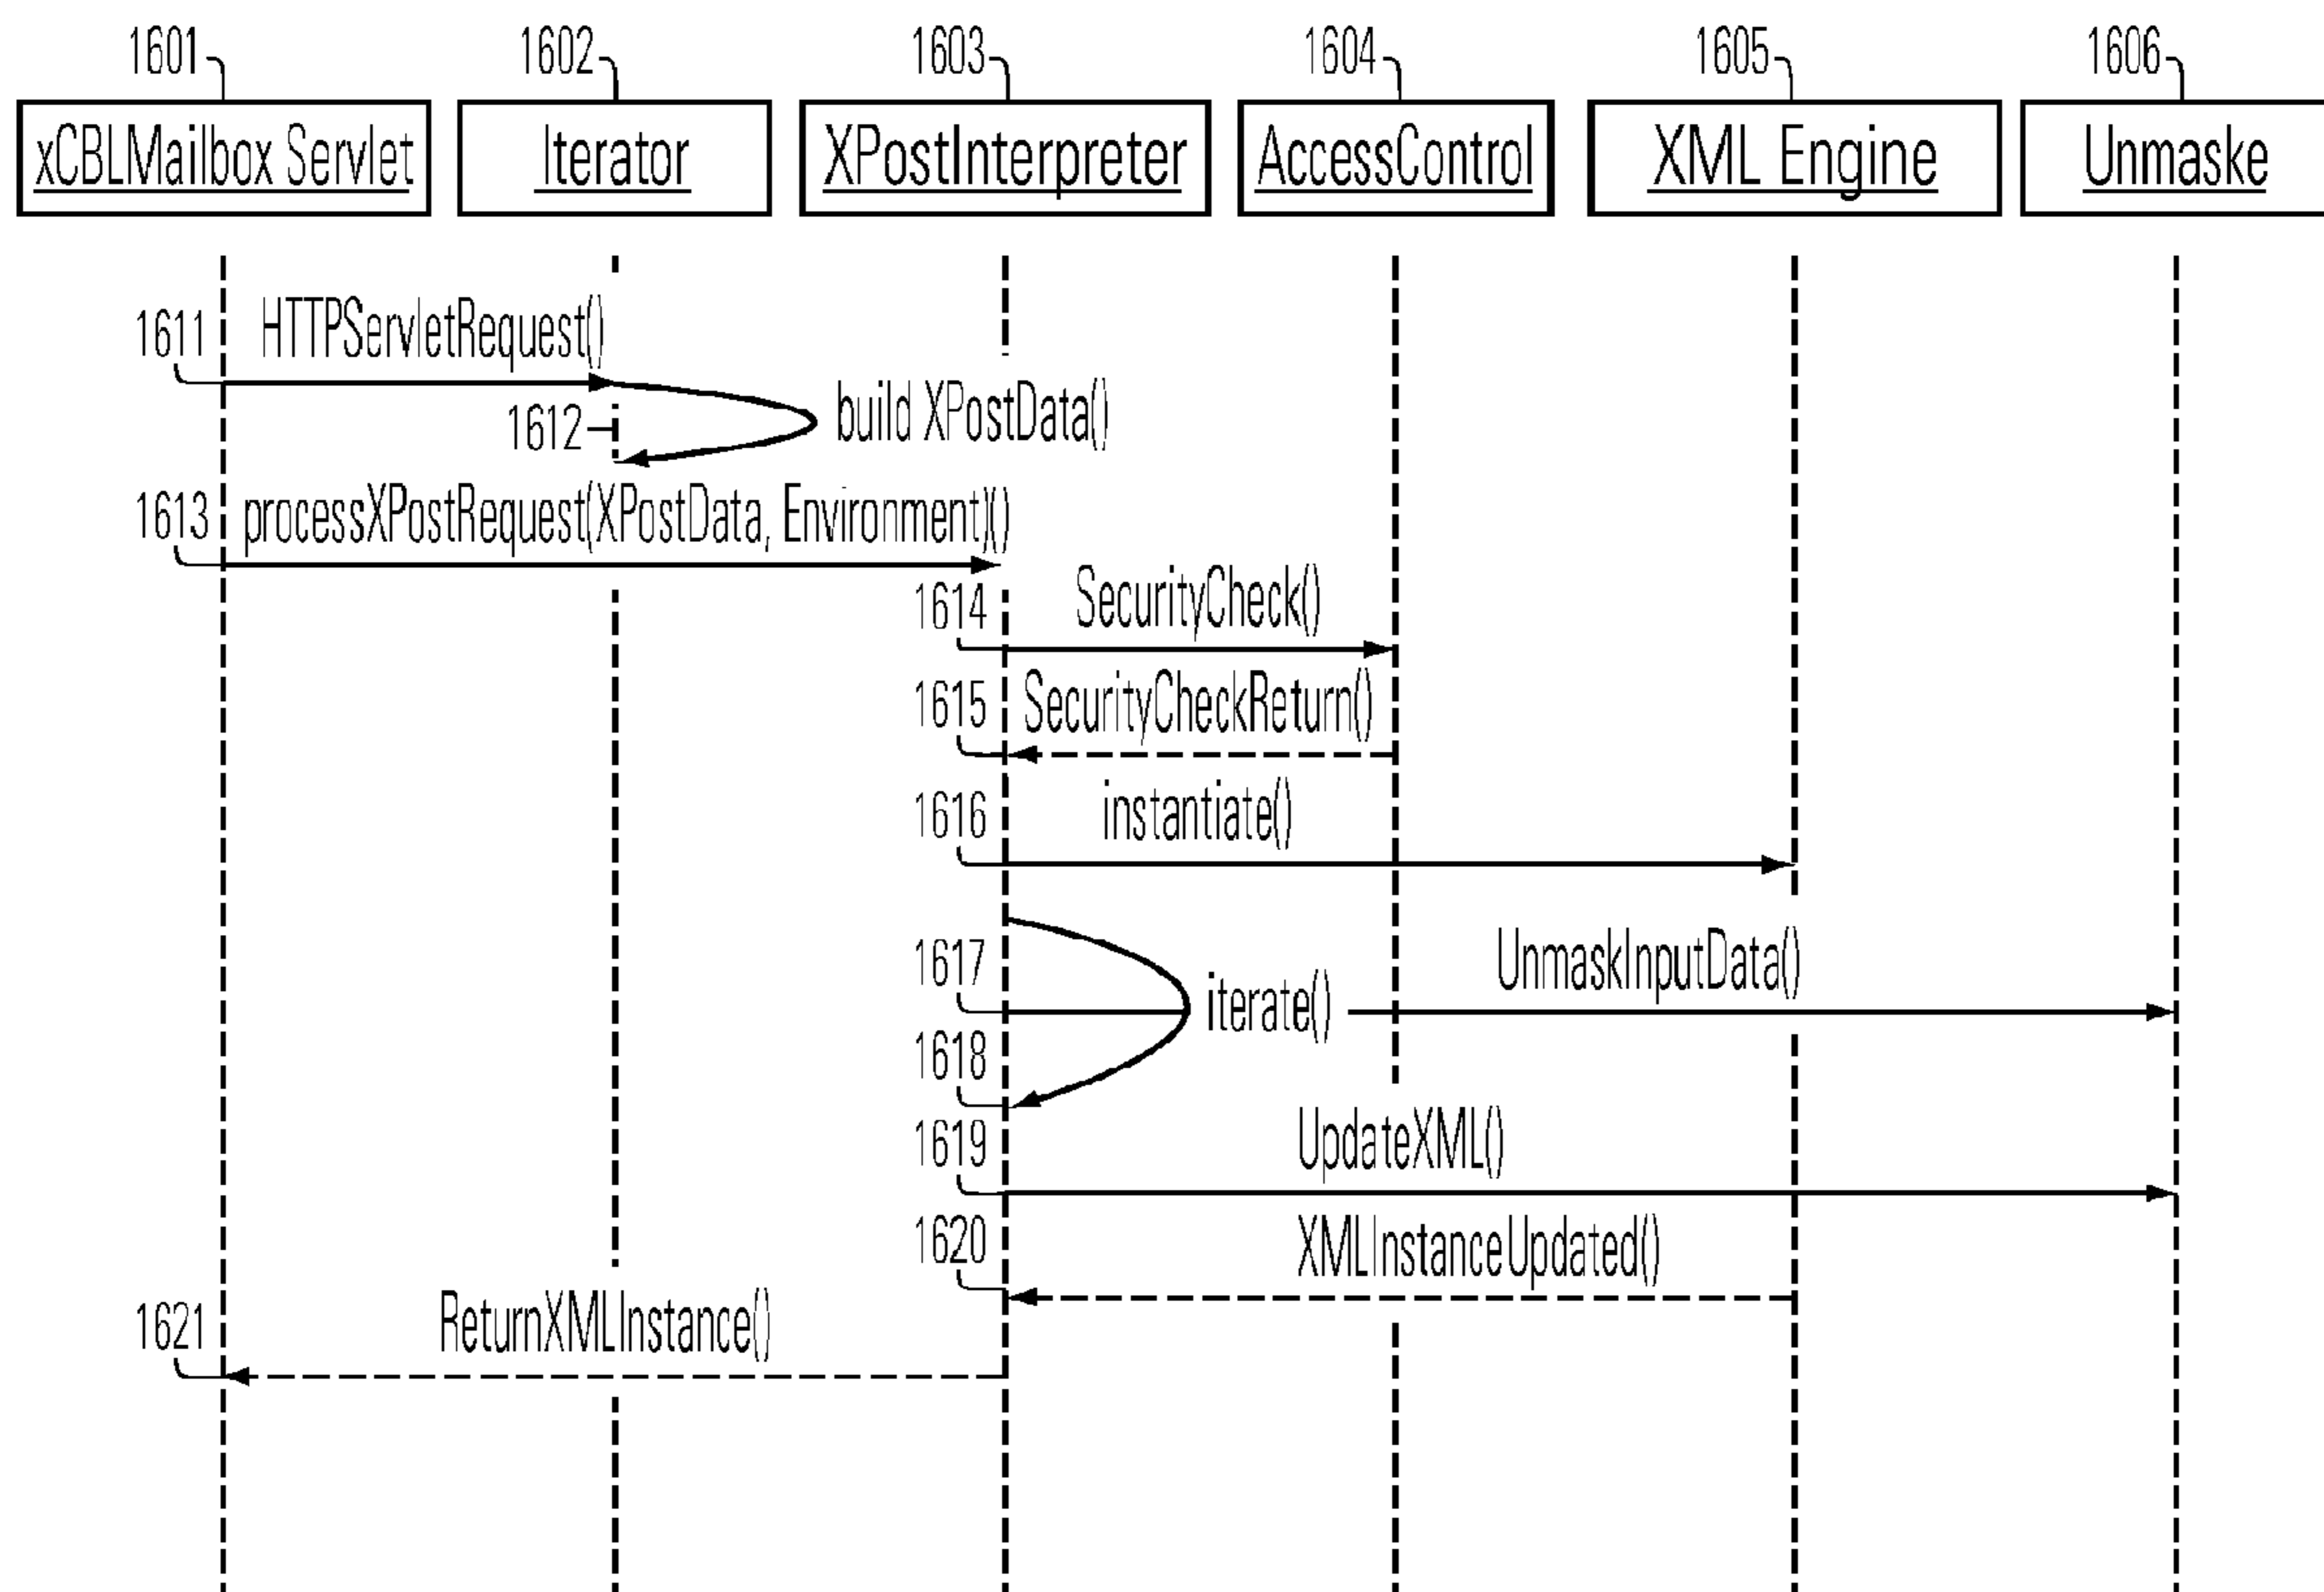 1601 1602 1603 1604 1605 1606
xCBLMailbox Servlet Iterator XPostInterpreter AccessControl XML Engine Unmaske
1611 HTTPServletRequest()
build XPostData()
1612
1613 processXPostRequest(XPostData, Environment)()
1614 SecurityCheck()
1615 SecurityCheckReturn()
1616 instantiate()
1617 UnmaskInputData()
iterate()
1618
1619 UpdateXML()
1620 XMLInstanceUpdated()
1621 ReturnXMLInstance()